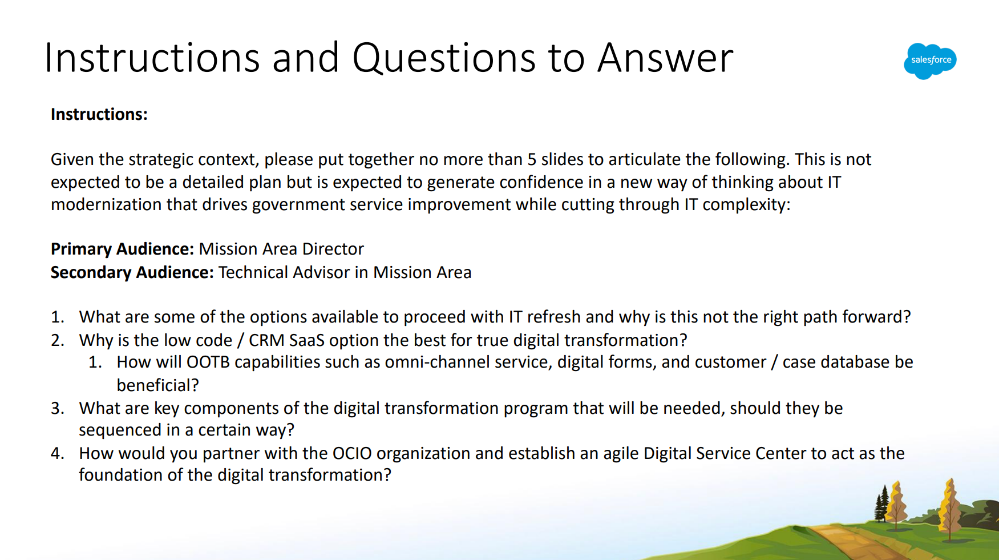 Instructions and Questions to Answer
salesforce
Instructions:
Given the strategic context, please put together no more than 5 slides to articulate the following. This is not
expected to be a detailed plan but is expected to generate confidence in a new way of thinking about IT
modernization that drives government service improvement while cutting through IT complexity:
Primary Audience: Mission Area Director
Secondary Audience: Technical Advisor in Mission Area
1. What are some of the options available to proceed with IT refresh and why is this not the right path forward?
2. Why is the low code / CRM SaaS option the best for true digital transformation?
1. How will OOTB capabilities such as omni-channel service, digital forms, and customer / case database be
beneficial?
3. What are key components of the digital transformation program that will be needed, should they be
sequenced in a certain way?
4. How would you partner with the OCIO organization and establish an agile Digital Service Center to act as the
foundation of the digital transformation?